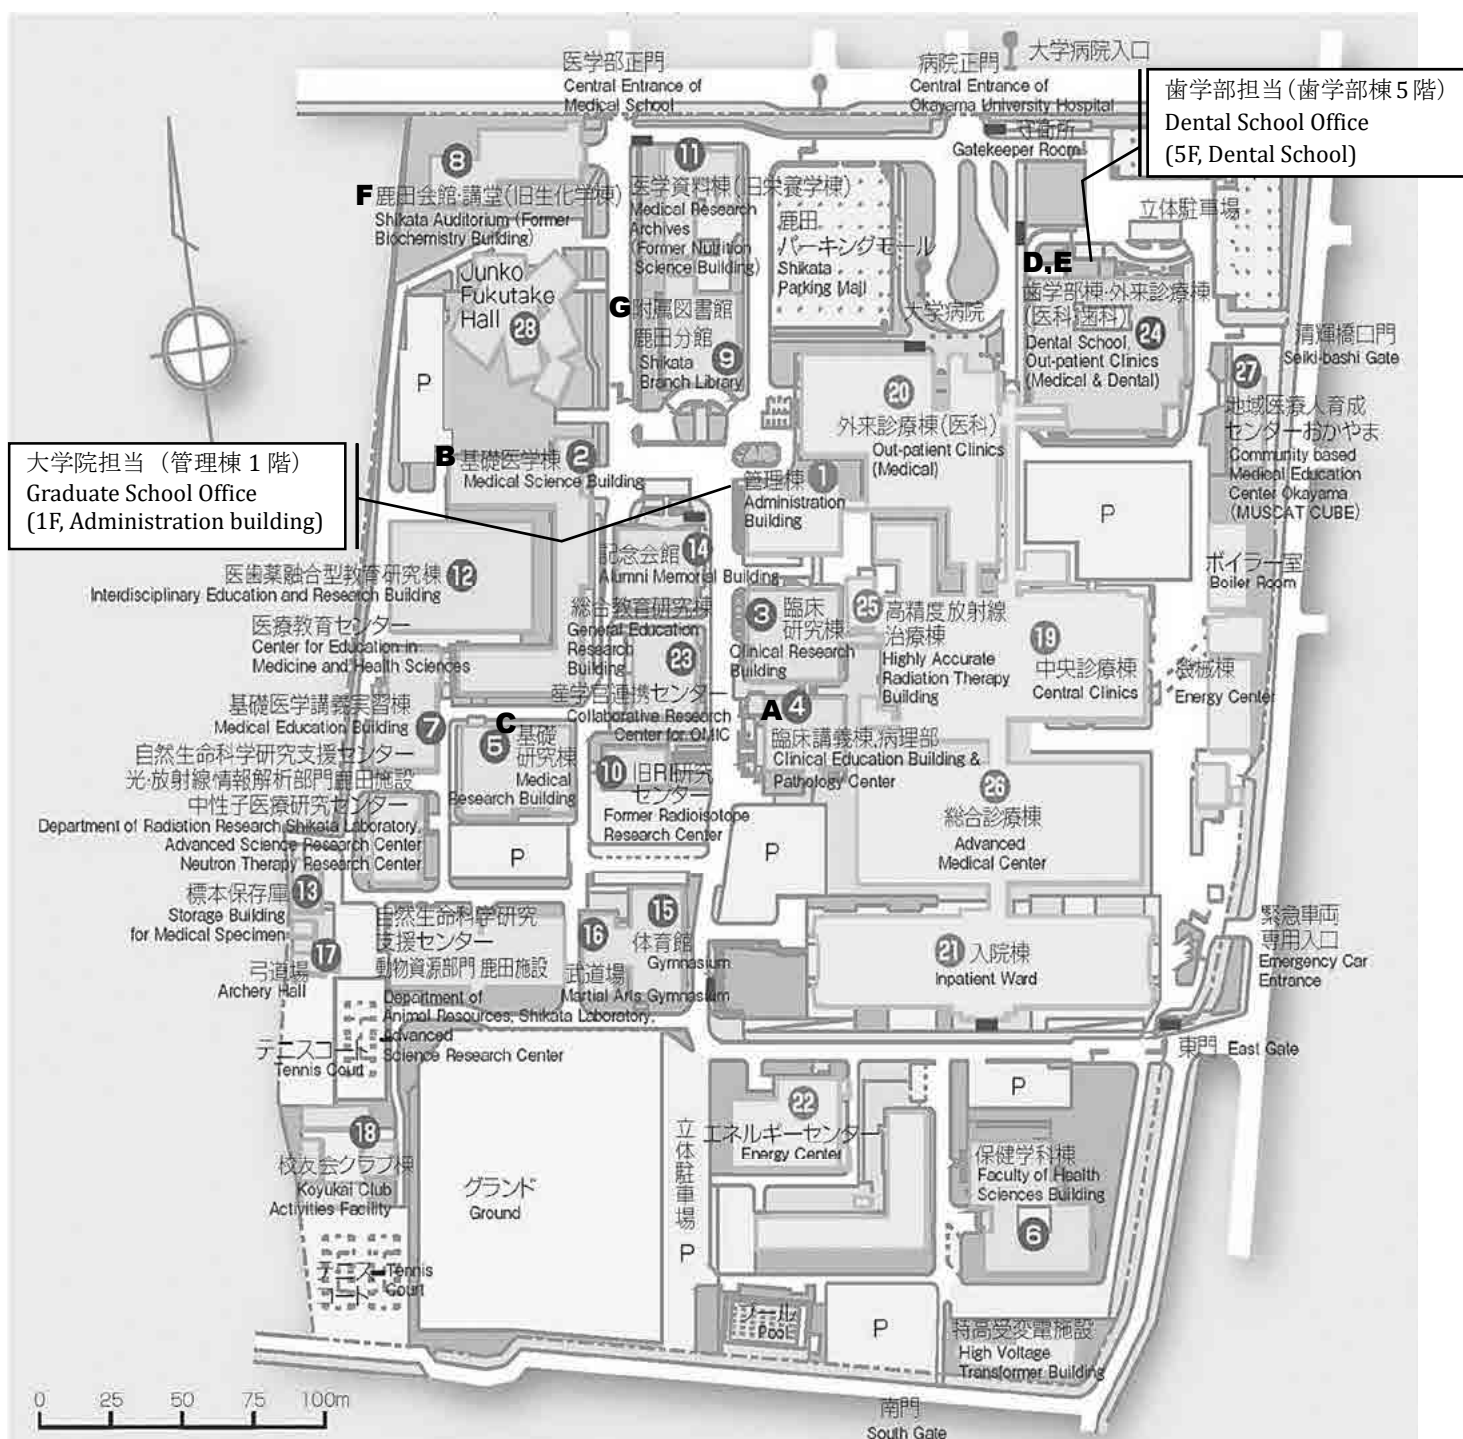 医学部正門
Central Entrance of
Medical School
病院正門
Central Entrance of
Okayama University Hospital
大学病院入口
歯学部担当(歯学部棟5階)
Dental School Office
(5F, Dental School)
守衛所
Gatekeeper Room
8
F 鹿田会館・講堂(旧生化学棟)
Shikata Auditorium (Former
Biochemistry Building)
11
医学資料棟(旧栄養学棟)
Medical Research
Archives
(Former Nutrition
Science Building)
鹿田
パーキングモール
Shikata
Parking Mall
立体駐車場
D,E
歯学部棟・外来診療棟
(医科・歯科)
Dental School,
Out-patient Clinics
(Medical & Dental)
24
Junko
Fukutake
Hall
28
G 附属図書館
鹿田分館
Shikata
Branch Library
9
大学病院
清輝橋口門
Seiki-bashi Gate
27
地域医療人育成
センターおかやま
Community based
Medical Education
Center Okayama
(MUSCAT CUBE)
P
20
外来診療棟(医科)
Out-patient Clinics
(Medical)
大学院担当 (管理棟 1 階)
Graduate School Office
(1F, Administration building)
B 基礎医学棟 2
Medical Science Building
管理棟 1
Administration
Building
P
記念会館 14
Alumni Memorial Building
ボイラー室
Boiler Room
医歯薬融合型教育研究棟 12
Interdisciplinary Education and Research Building
総合教育研究棟
General Education
Research
Building
23
3 臨床
研究棟
Clinical Research
Building
25 高精度放射線
治療棟
Highly Accurate
Radiation Therapy
Building
19
中央診療棟
Central Clinics
機械棟
Energy Center
医療教育センター
Center for Education in
Medicine and Health Sciences
基礎医学講義実習棟
Medical Education Building
7
産学官連携センター
Collaborative Research
Center for OMIC
A 4
臨床講義棟,病理部
Clinical Education Building &
Pathology Center
C
5 基礎
研究棟
Medical
Research Building
10 旧RI研究
センター
Former Radioisotope
Research Center
自然生命科学研究支援センター
光・放射線情報解析部門鹿田施設
中性子医療研究センター
Department of Radiation Research Shikata Laboratory,
Advanced Science Research Center
Neutron Therapy Research Center
26
総合診療棟
Advanced
Medical Center
P
P
標本保存庫 13
Storage Building
for Medical Specimen
17
弓道場
Archery Hall
自然生命科学研究
支援センター
動物資源部門 鹿田施設
Department of
Animal Resources, Shikata Laboratory,
Advanced
Science Research Center
16
武道場
Martial Arts Gymnasium
15
体育館
Gymnasium
21 入院棟
Inpatient Ward
緊急車両
専用入口
Emergency Car
Entrance
テニスコート
Tennis Court
東門 East Gate
P
22
エネルギーセンター
Energy Center
18
校友会クラブ棟
Koyukai Club
Activities Facility
グランド
Ground
立体駐車場
P
保健学科棟
Faculty of Health
Sciences Building
6
テニス
コート
Tennis
Court
プール
Pool
P
特高受変電施設
High Voltage
Transformer Building
0 25 50 75 100m
南門
South Gate